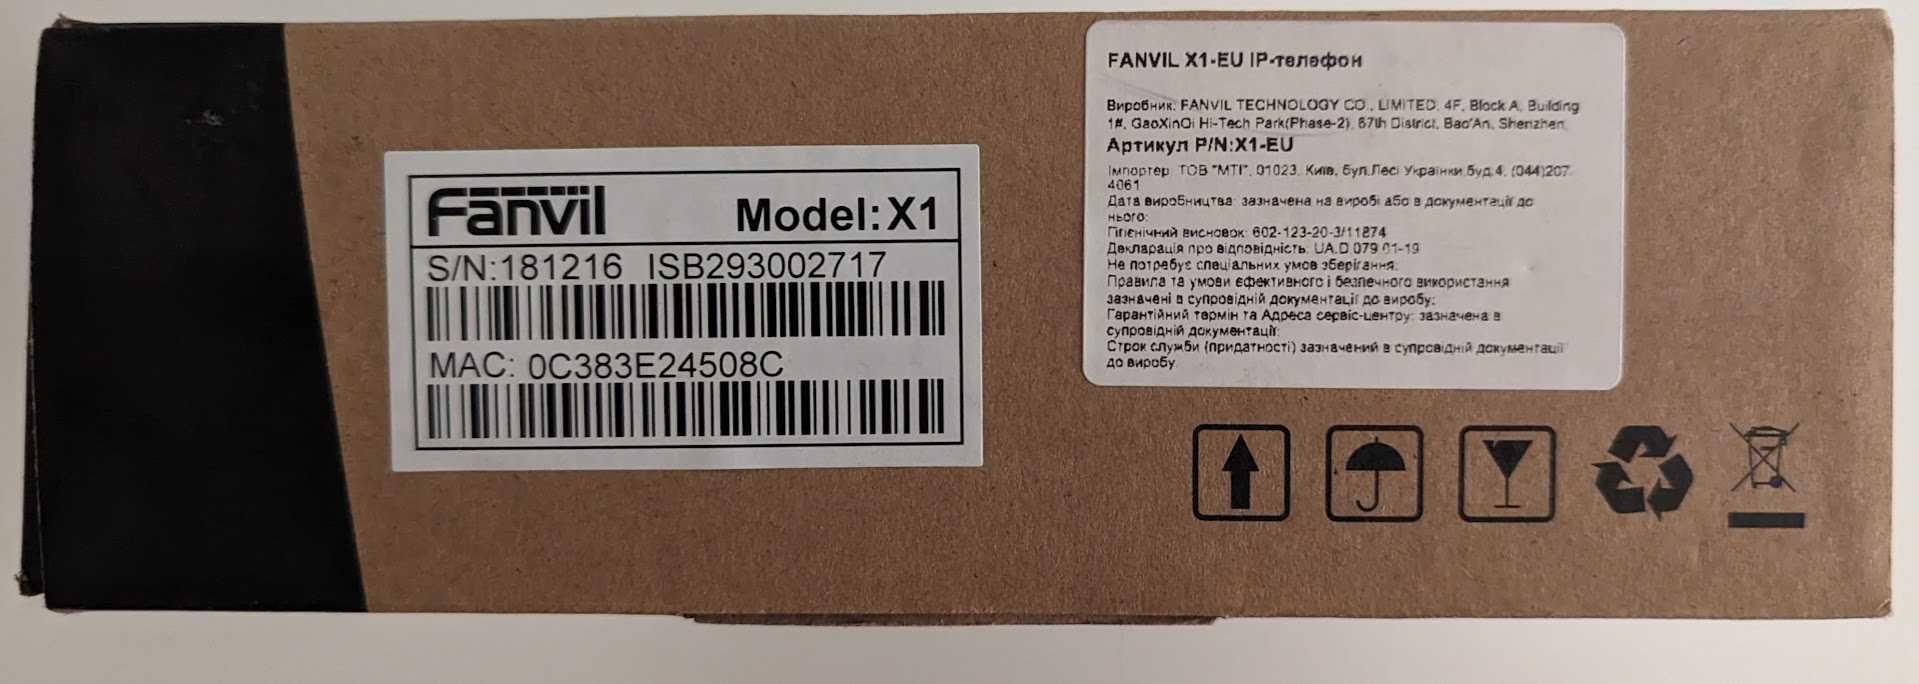 Fanvil Model: X1
S/N:181216 ISB293002717
MAC: 0C383E24508C
FANVIL X1-EU IP-телефон
Виробник: FANVIL TECHNOLOGY CO., LIMITED, 4F, Block A, Building
1#, GaoXinQi Hi-Tech Park(Phase-2), 67th District, Bao'An, Shenzhen
Артикул P/N:X1-EU
Імпортер: ТОВ "МТІ", 01023, Київ, бул.Лесі Українки,буд.4, (044)207-
4061
Дата виробництва: зазначена на виробі або в документації до
нього;
Гігієнічний висновок: 602-123-20-3/11874
Декларація про відповідність: UA.D.079.01-19
Не потребує спеціальних умов зберігання;
Правила та умови ефективного і безпечного використання
зазначені в супровідній документації до виробу;
Гарантійний термін та Адреса сервіс-центру: зазначена в
супровідній документації;
Строк служби (придатності) зазначений в супровідній документації
до виробу